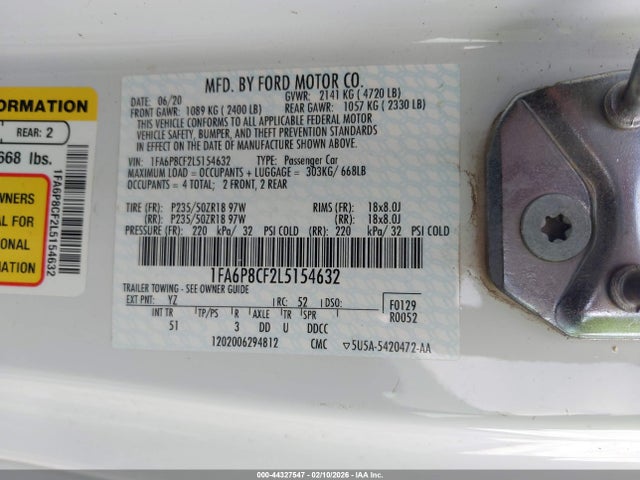 ORMATION
REAR: 2
668 lbs.
WNERS
AL FOR
IONAL
ATION
1FA6P8CF2L5154632
MFD. BY FORD MOTOR CO.
06/20 GVWR: 2141 KG ( 4720 LB)
FRONT GAWR: 1089 KG ( 2400 LB) REAR GAWR: 1057 KG ( 2330 LB)
THIS VEHICLE CONFORMS TO ALL APPLICABLE FEDERAL MOTOR
VEHICLE SAFETY, BUMPER, AND THEFT PREVENTION STANDARDS IN
EFFECT ON THE DATE OF MANUFACTURE SHOWN ABOVE.
VIN: 1FA6P8CF2L5154632 TYPE: Passenger Car
MAXIMUM LOAD = OCCUPANTS + LUGGAGE = 303KG/ 668LB
OCCUPANTS = 4 TOTAL; 2 FRONT, 2 REAR
TIRE (FR): P235/50ZR18 97W RIMS (FR): 18x8.0J
(RR): P235/50ZR18 97W (RR): 18x8.0J
PRESSURE (FR): 220 kPa/ 32 PSI COLD (RR): 220 kPa/ 32 PSI COLD
1FA6P8CF2L5154632
TRAILER TOWING - SEE OWNER GUIDE
EXT PNT: YZ RC: 52 DSO: F0129
INT TR TP/PS R AXLE TR SPR R0052
51 3 DD U DDCC
1202006294812 CMC ▽5U5A-5420472-AA
000-44327547 - 02/10/2026 - IAAI.COM